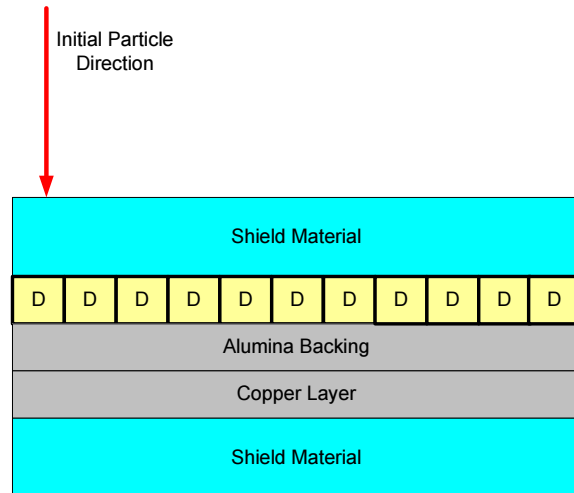 Initial Particle
Direction
Shield Material
D D D D D D D D D D D
Alumina Backing
Copper Layer
Shield Material